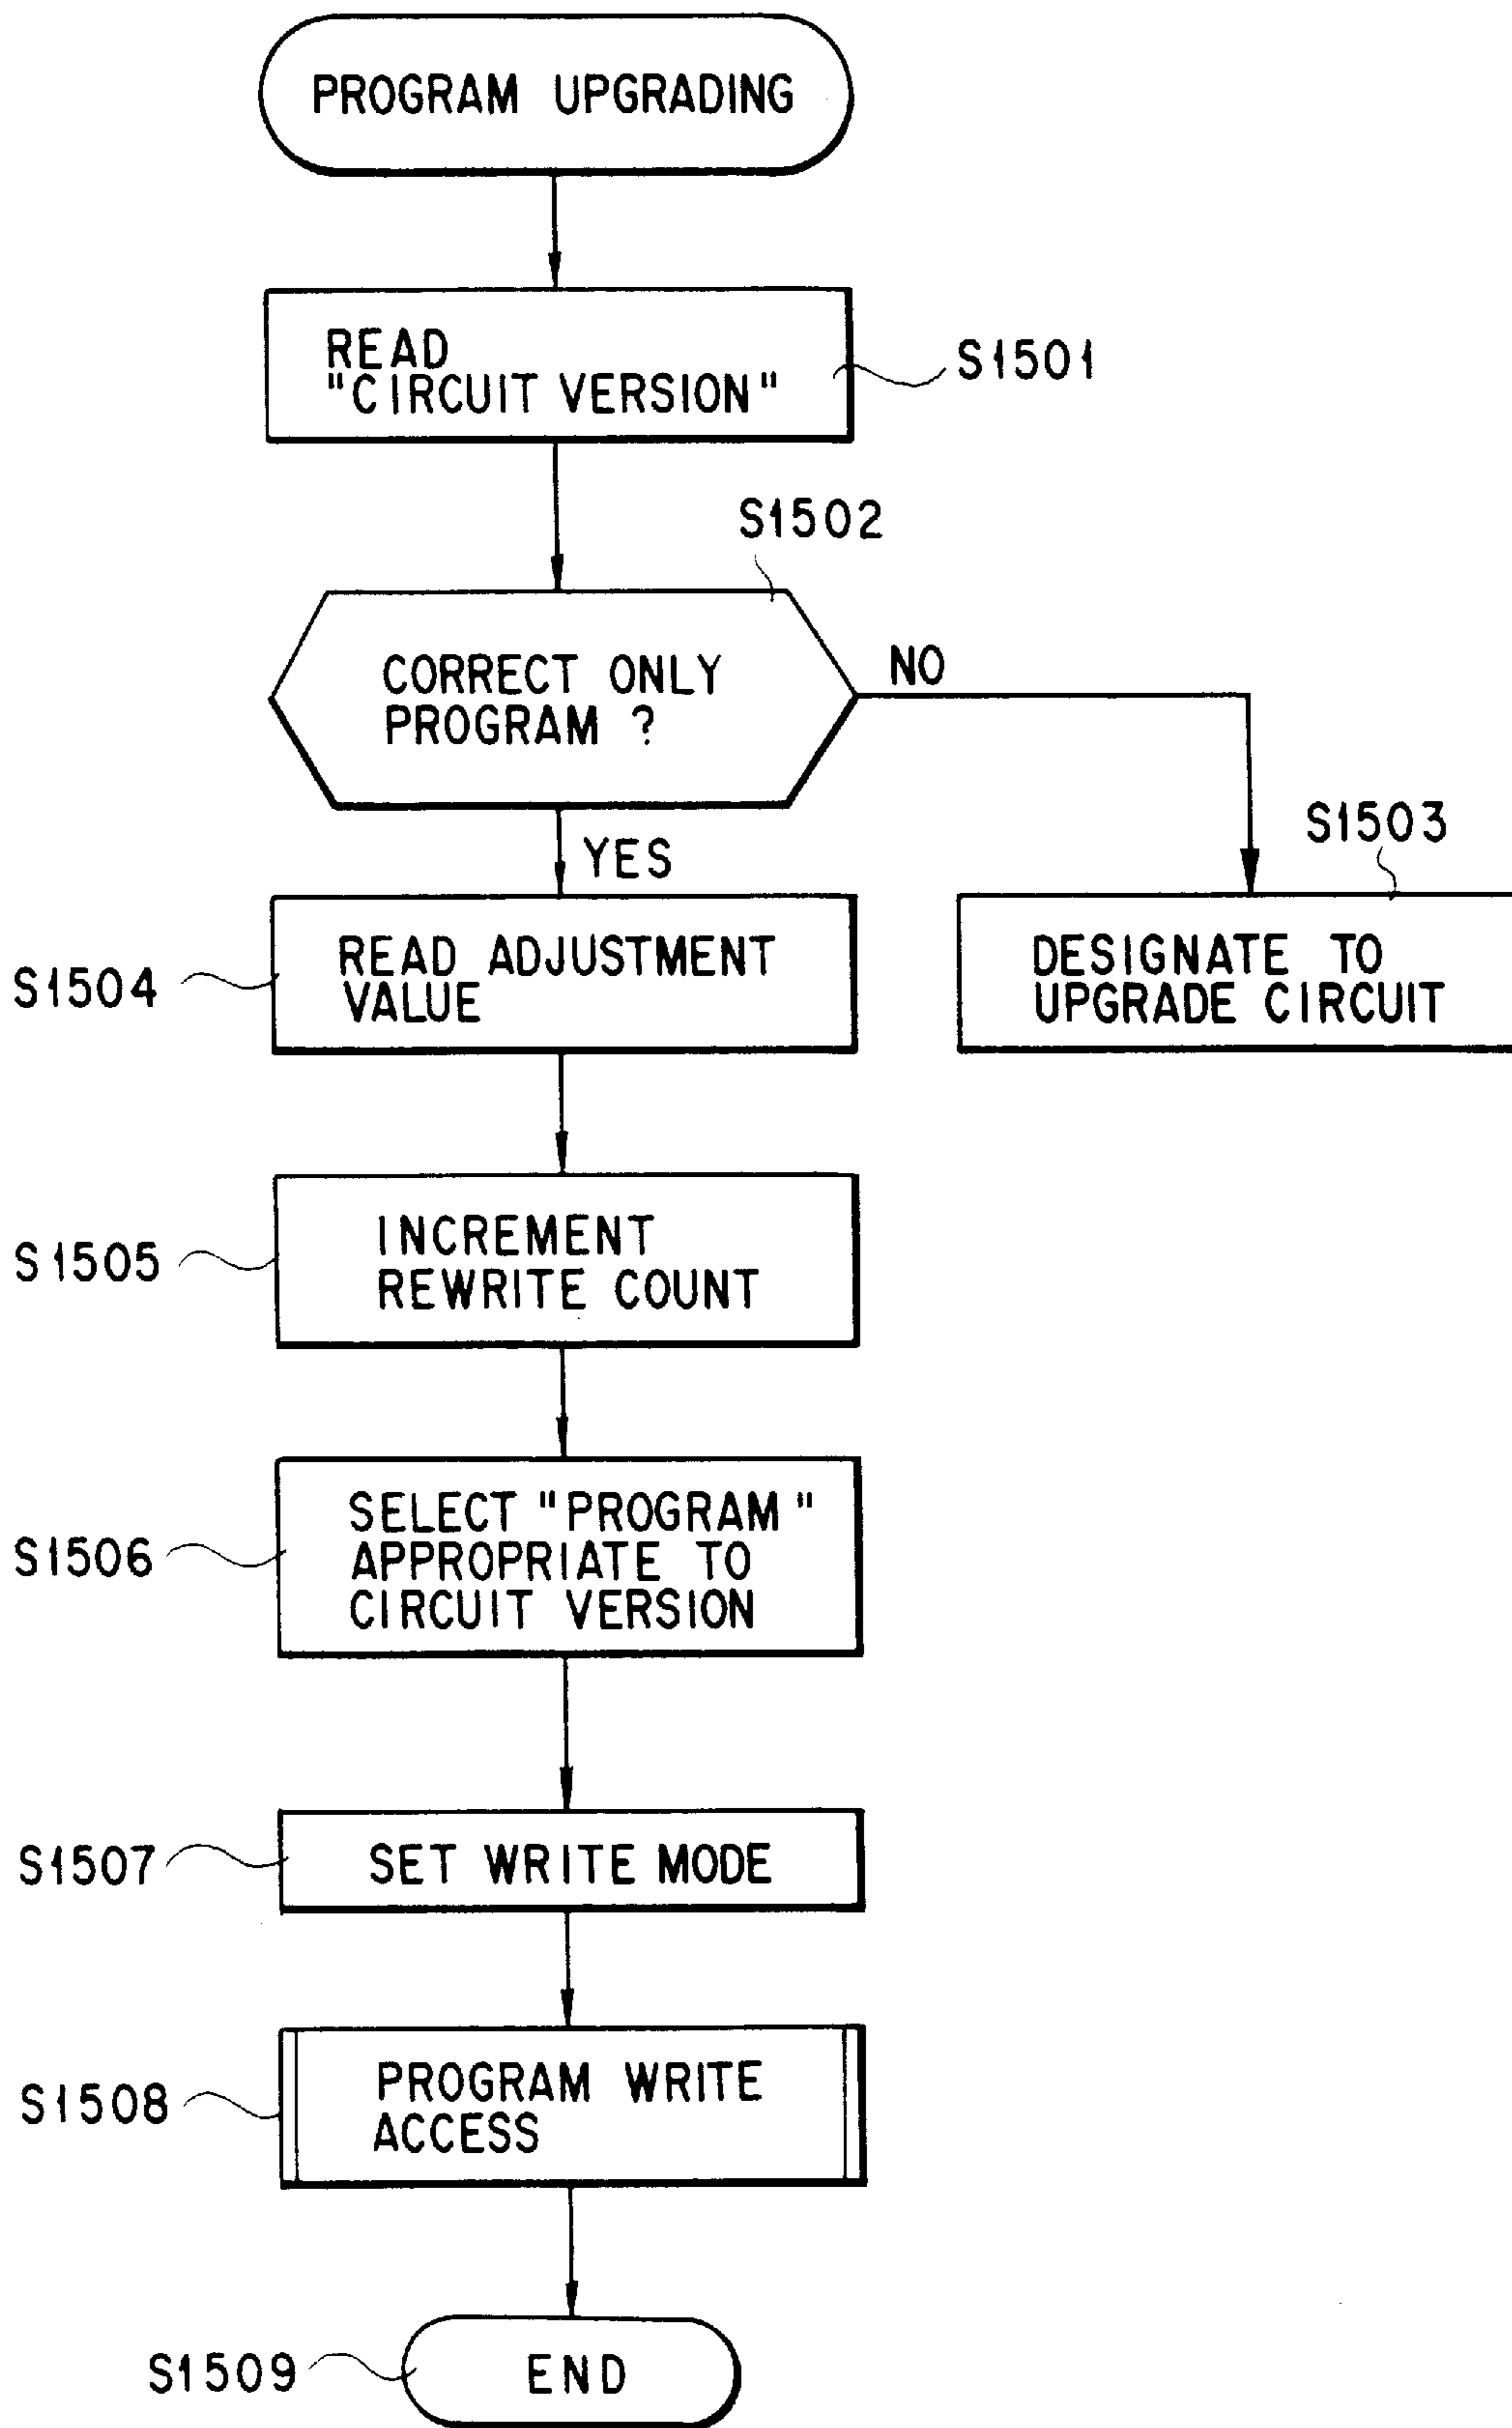 PROGRAM UPGRADING
READ
"CIRCUIT VERSION"
S1501
S1502
CORRECT ONLY
PROGRAM ?
NO
YES
S1503
DESIGNATE TO
UPGRADE CIRCUIT
S1504
READ ADJUSTMENT
VALUE
S1505
INCREMENT
REWRITE COUNT
S1506
SELECT "PROGRAM"
APPROPRIATE TO
CIRCUIT VERSION
S1507
SET WRITE MODE
S1508
PROGRAM WRITE
ACCESS
S1509
END